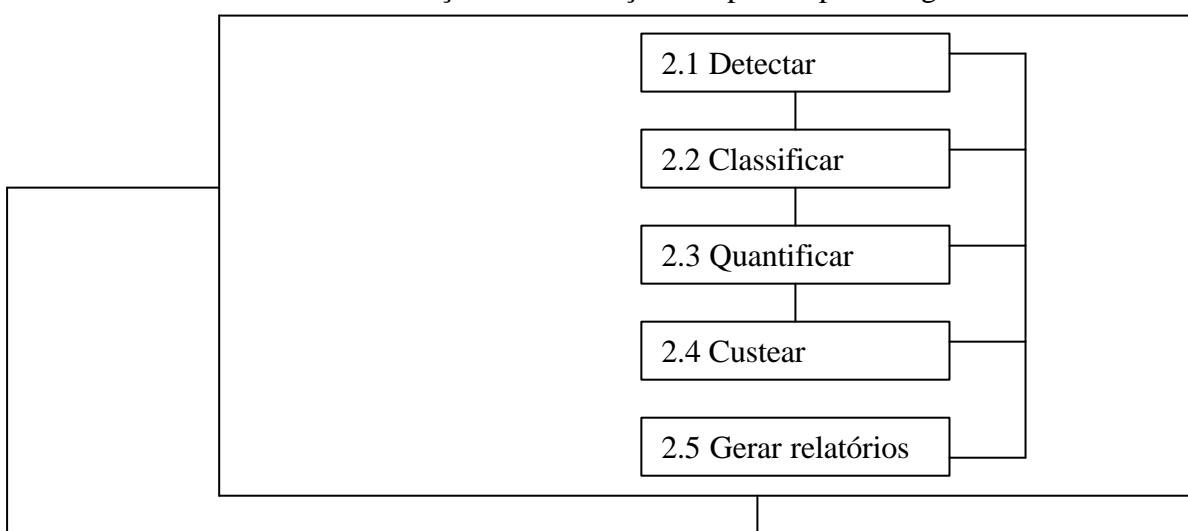 2.1 Detectar
2.2 Classificar
2.3 Quantificar
2.4 Custear
2.5 Gerar relatórios